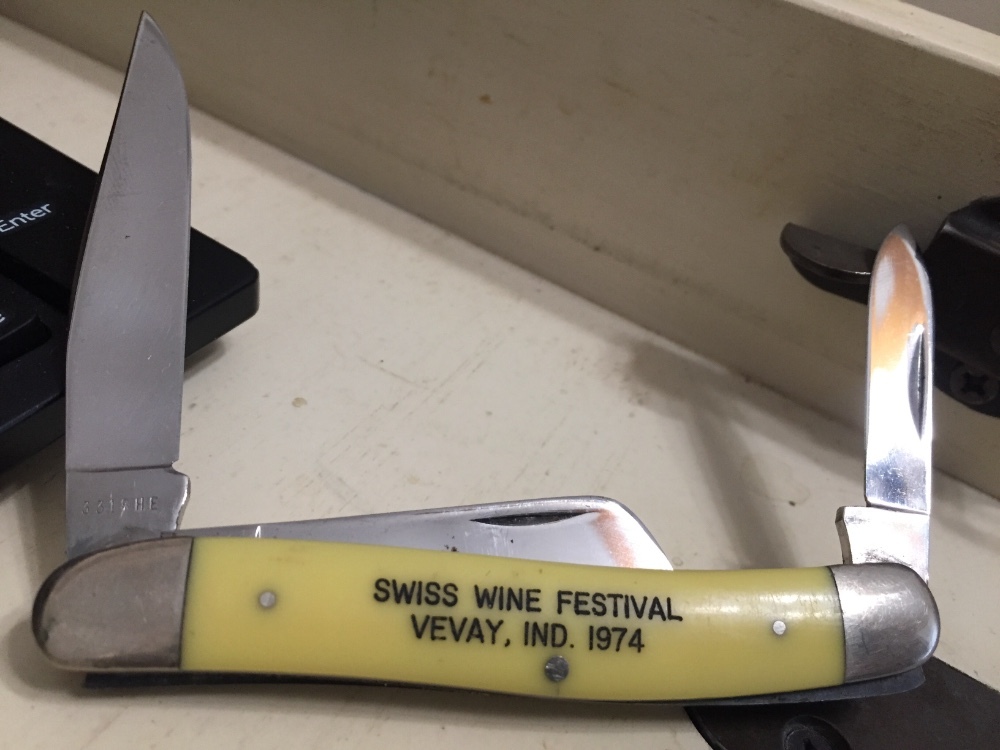 Enter
SWISS WINE FESTIVAL
VEVAY, IND. 1974